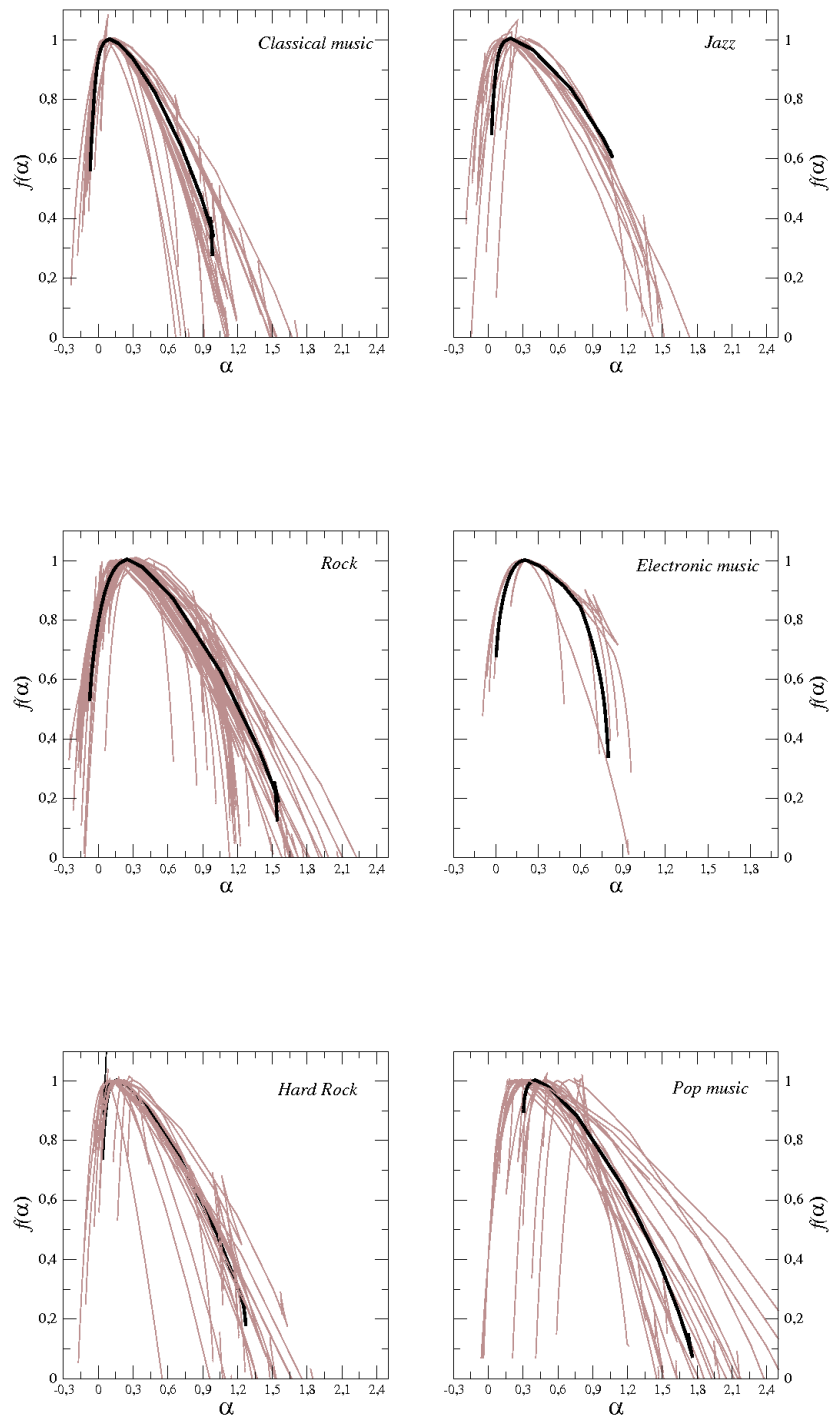 Classical music
Jazz
1
1
0,8
0,8
f(α)
0,6
0,6
f(α)
0,4
0,4
0,2
0,2
0
-0,3 0 0,3 0,6 0,9 1,2 1,5 1,8 2,1 2,4
α
0
-0,3 0 0,3 0,6 0,9 1,2 1,5 1,8 2,1 2,4
α
Rock
Electronic music
1
1
0,8
0,8
f(α)
0,6
0,6
f(α)
0,4
0,4
0,2
0,2
0
-0,3 0 0,3 0,6 0,9 1,2 1,5 1,8 2,1 2,4
α
0
-0,3 0 0,3 0,6 0,9 1,2 1,5 1,8
α
Hard Rock
Pop music
1
1
0,8
0,8
f(α)
0,6
0,6
f(α)
0,4
0,4
0,2
0,2
0
-0,3 0 0,3 0,6 0,9 1,2 1,5 1,8 2,1 2,4
α
0
-0,3 0 0,3 0,6 0,9 1,2 1,5 1,8 2,1 2,4
α